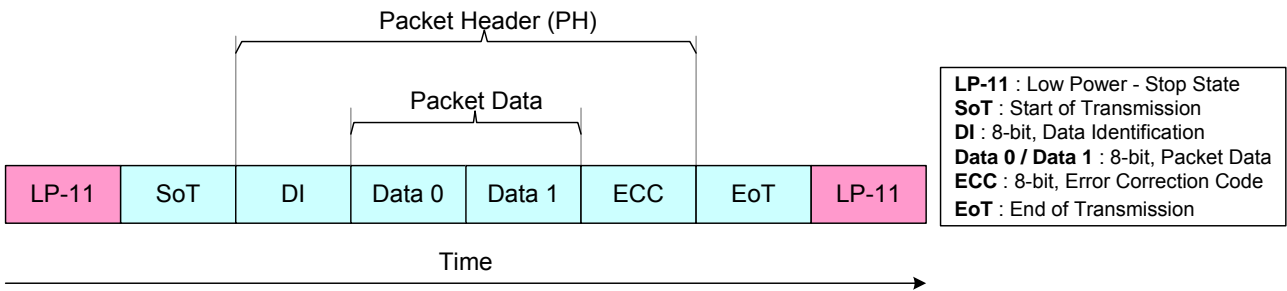 Packet Header (PH)
Packet Data
LP-11 SoT DI Data 0 Data 1 ECC EoT LP-11
Time
LP-11 : Low Power - Stop State
SoT : Start of Transmission
DI : 8-bit, Data Identification
Data 0 / Data 1 : 8-bit, Packet Data
ECC : 8-bit, Error Correction Code
EoT : End of Transmission